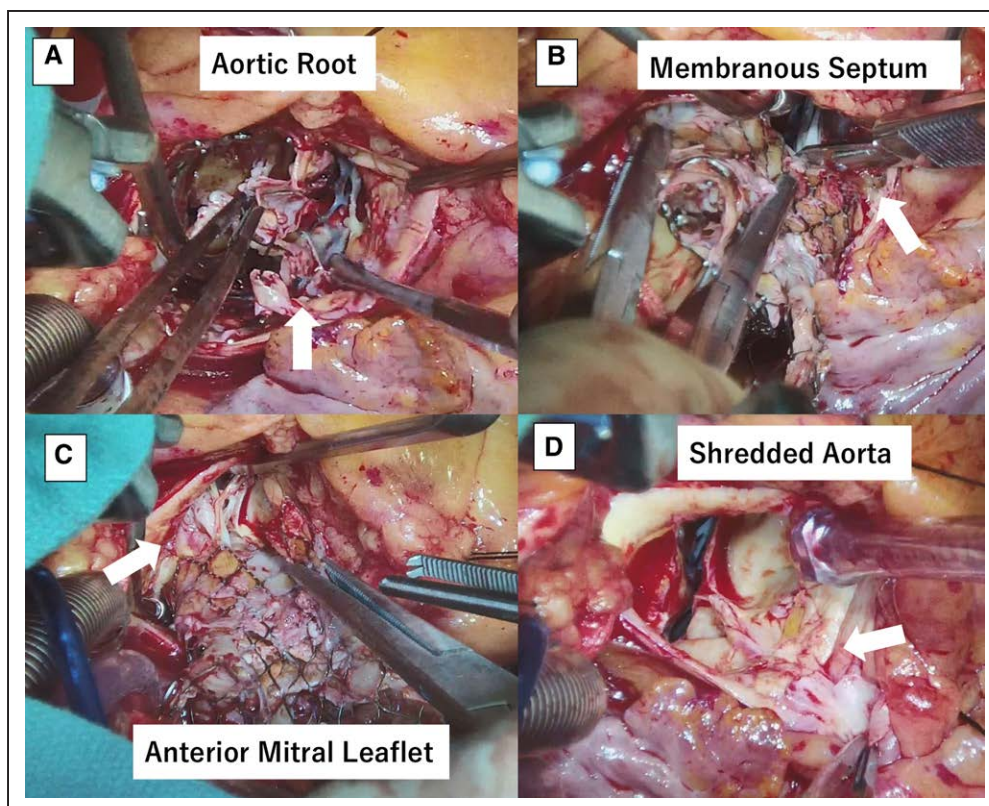 A
Aortic Root
B
Membranous Septum
C
Anterior Mitral Leaflet
D
Shredded Aorta